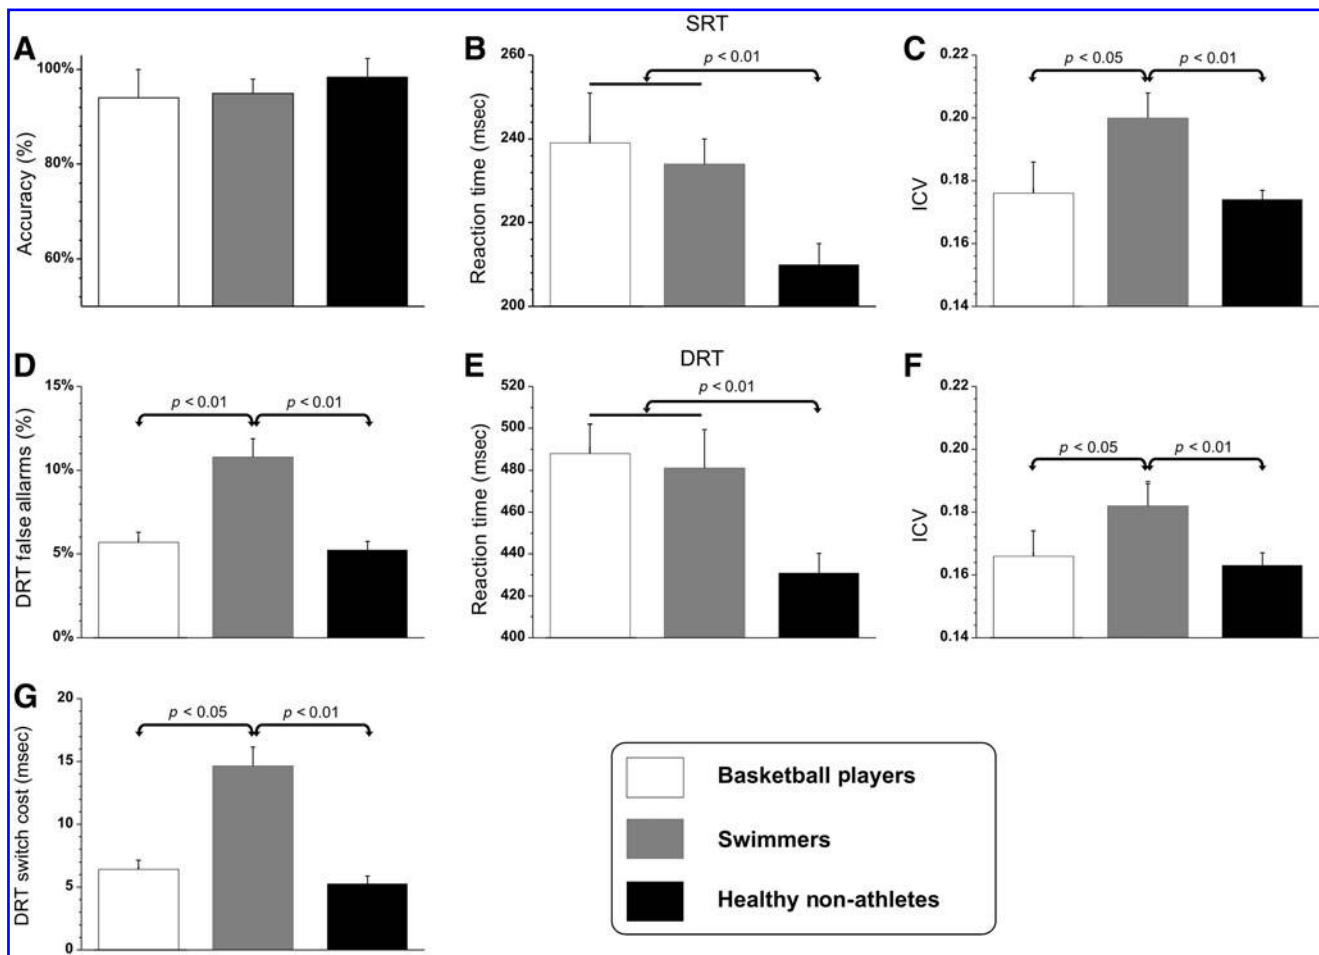 SRT
A
Accuracy (%)
100%
80%
60%
B
Reaction time (msec)
260
240
220
200
p < 0.01
C
ICV
0.22
0.20
0.18
0.16
0.14
p < 0.05
p < 0.01
DRT
D
DRT false allarms (%)
15%
10%
5%
0%
p < 0.01
p < 0.01
E
Reaction time (msec)
520
500
480
460
440
420
400
p < 0.01
F
ICV
0.22
0.20
0.18
0.16
0.14
p < 0.05
p < 0.01
G
DRT switch cost (msec)
20
15
10
5
0
p < 0.05
p < 0.01
Basketball players
Swimmers
Healthy non-athletes